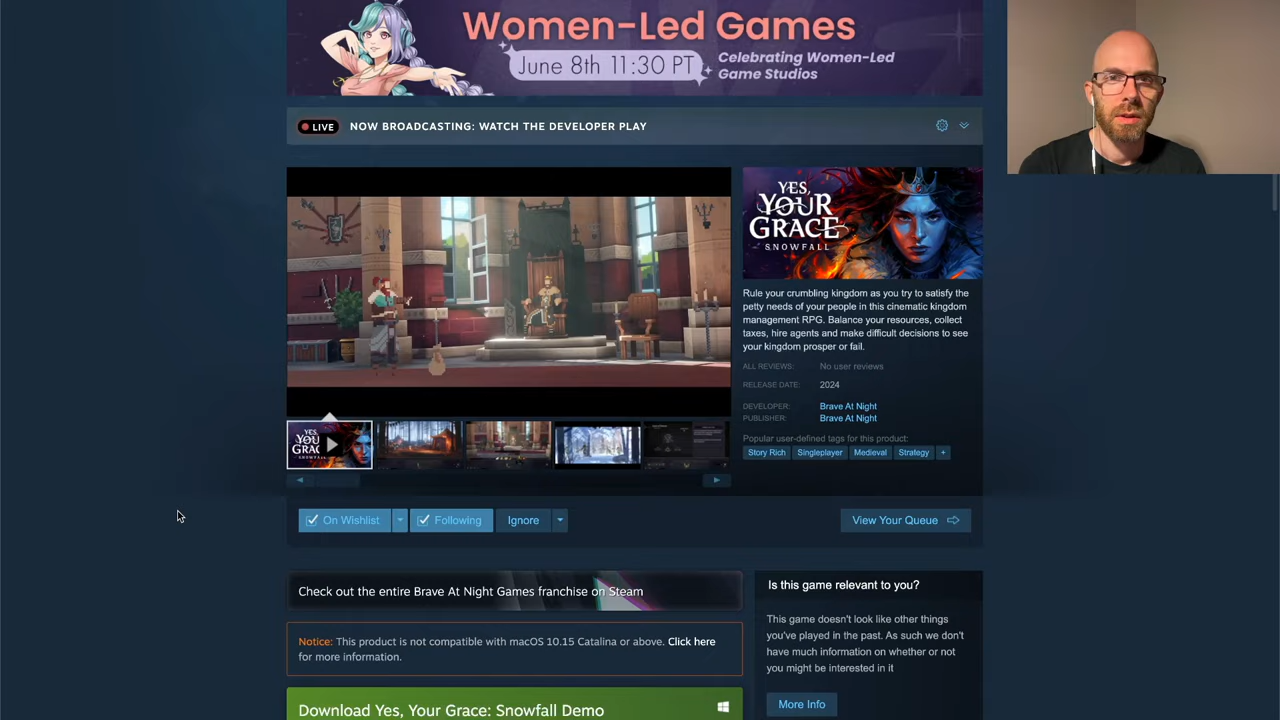 Women-Led Games
June 8th 11:30 PT
Celebrating Women-Led
Game Studios
LIVE
NOW BROADCASTING: WATCH THE DEVELOPER PLAY
YES,
YOUR
GRACE
SNOWFALL
Rule your crumbling kingdom as you try to satisfy the
petty needs of your people in this cinematic kingdom
management RPG. Balance your resources, collect
taxes, hire agents and make difficult decisions to see
your kingdom prosper or fail.
ALL REVIEWS: No user reviews
RELEASE DATE: 2024
DEVELOPER: Brave At Night
PUBLISHER: Brave At Night
Popular user-defined tags for this product:
Story Rich Singleplayer Medieval Strategy +
YES,
YOU
GRAC
On Wishlist
Following
Ignore
View Your Queue
Check out the entire Brave At Night Games franchise on Steam
Notice: This product is not compatible with macOS 10.15 Catalina or above. Click here
for more information.
Download Yes, Your Grace: Snowfall Demo
Is this game relevant to you?
This game doesn't look like other things
you've played in the past. As such we don't
have much information on whether or not
you might be interested in it
More Info